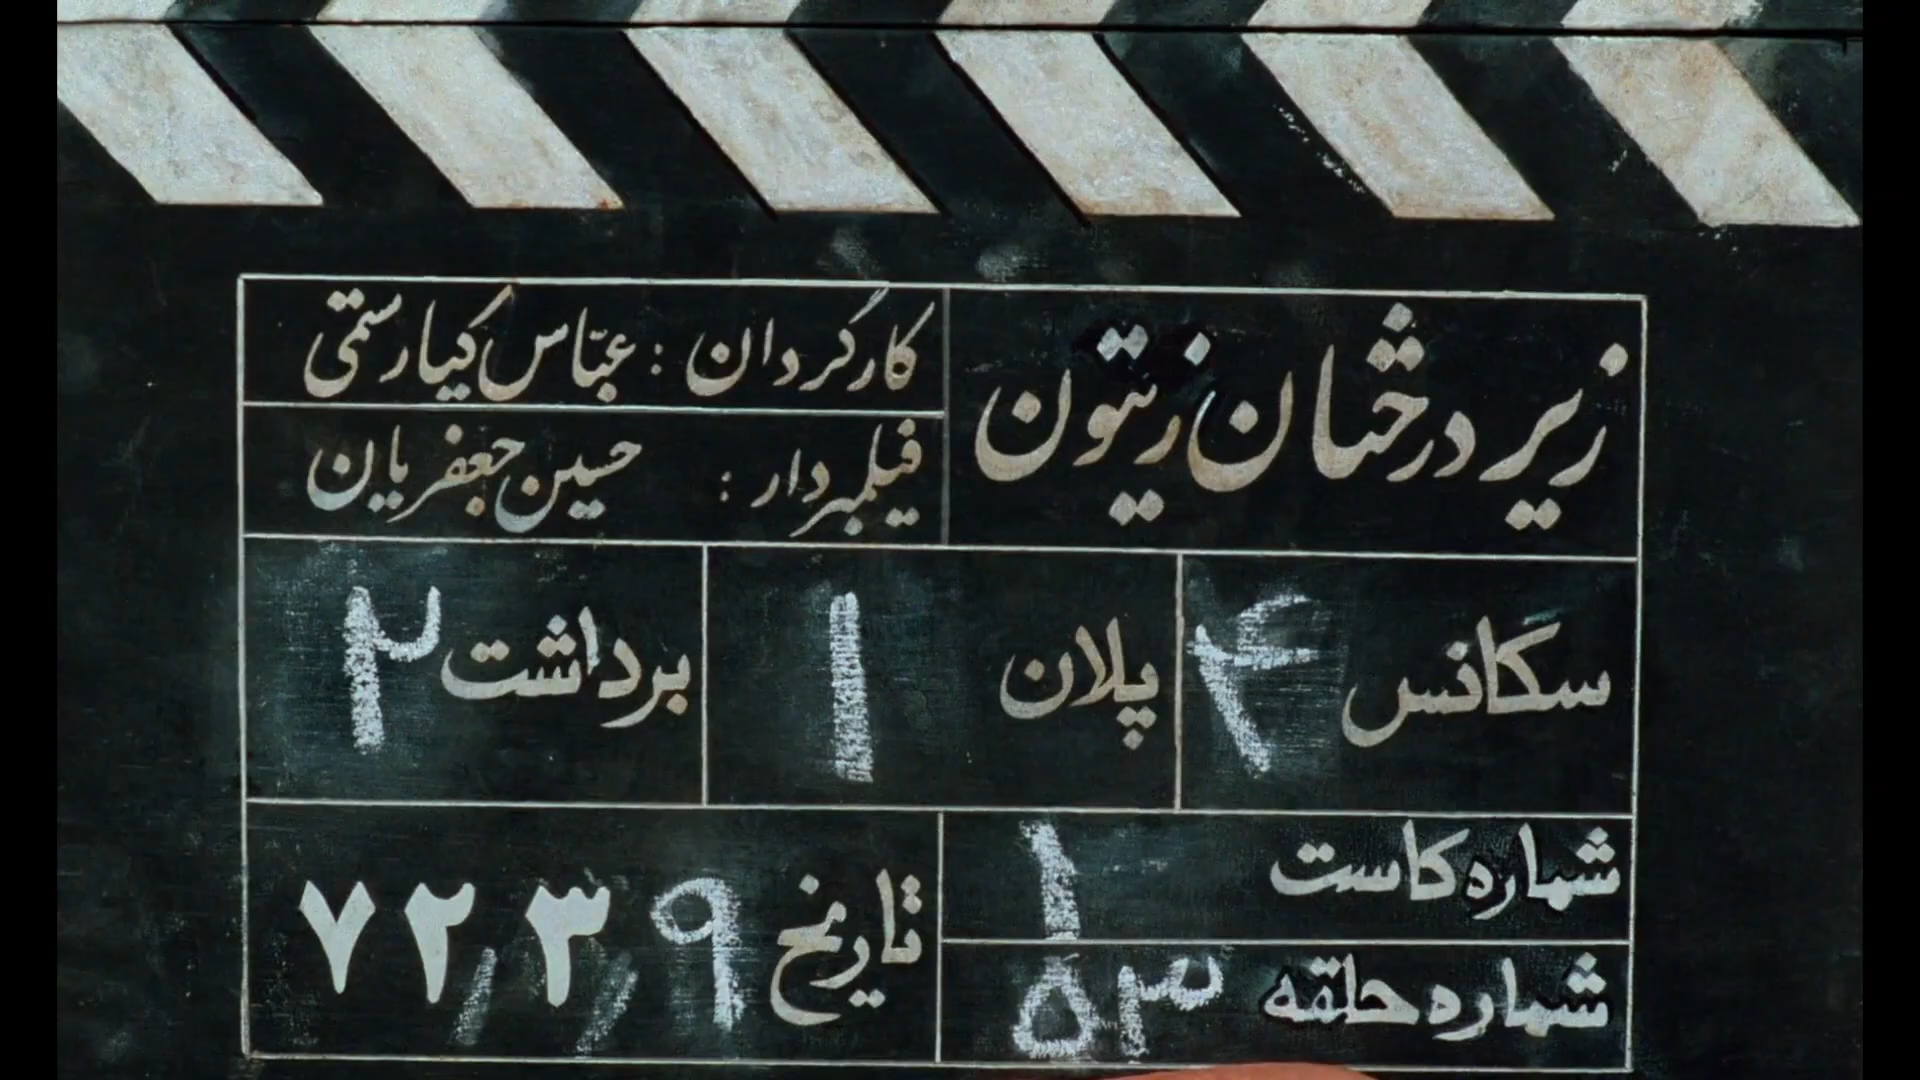 زیر درختان زیتون
کارگردان : عباس کیارستمی
فیلمبردار : حسین جعفریان
سکانس ۴
پلان ۱
برداشت ۲
شماره کاست ۱
شماره حلقه ۵۳
تاریخ ۷۲/۳/۹